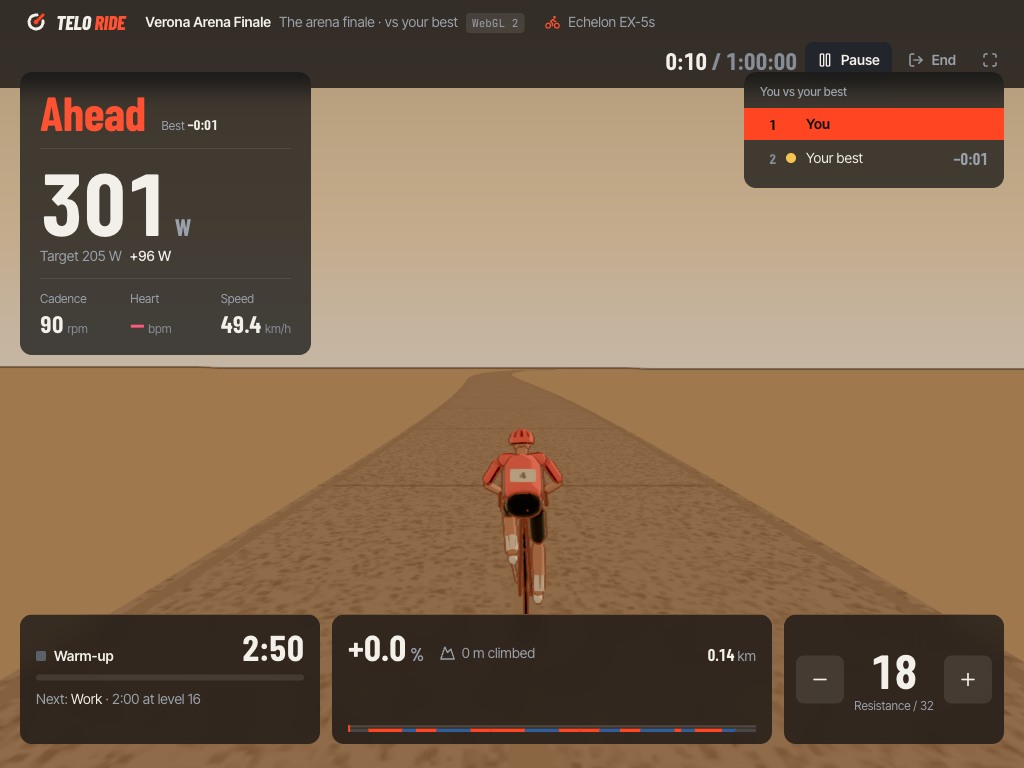 TELO RIDE Verona Arena Finale The arena finale · vs your best WebGL 2 Echelon EX-5s
0:10 / 1:00:00 Pause End
Ahead Best −0:01
301 W
Target 205 W +96 W
Cadence Heart Speed
90 rpm — bpm 49.4 km/h
You vs your best
1 You
2 Your best −0:01
4
Warm-up 2:50
Next: Work · 2:00 at level 16
+0.0 % 0 m climbed 0.14 km
− 18 +
Resistance / 32